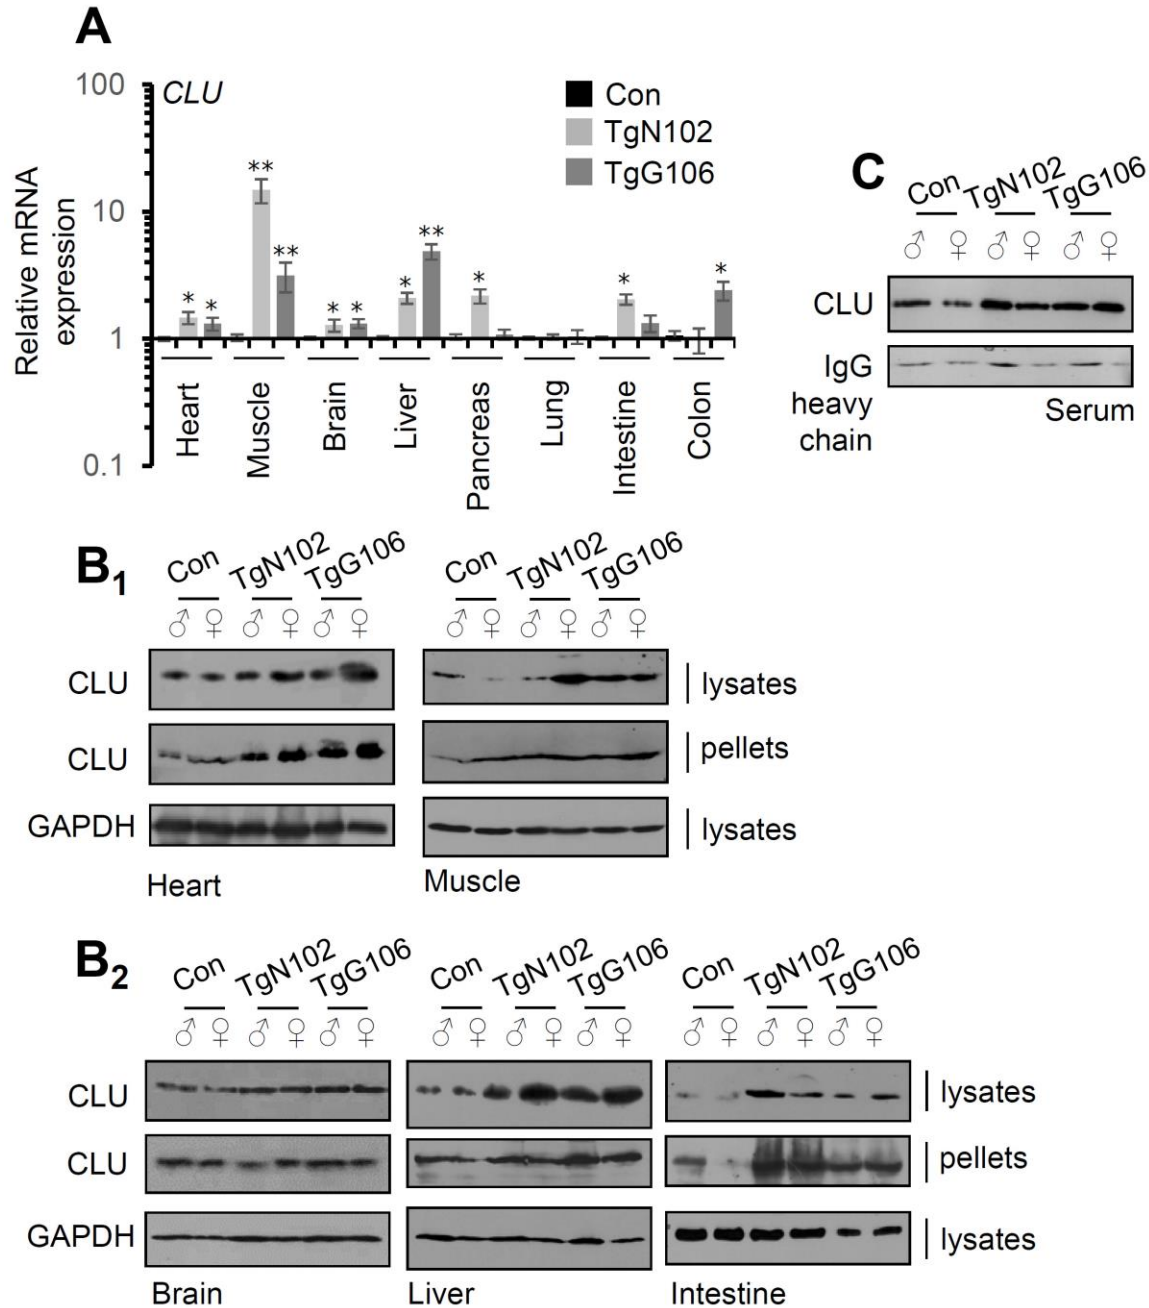 A
100
10
1
0.1
Relative mRNA
expression
CLU
Con
TgN102
TgG106
** 
** 
* *
* *
* **
*
*
*
Heart
Muscle
Brain
Liver
Pancreas
Lung
Intestine
Colon
C
Con TgN102 TgG106
♂ ♀ ♂ ♀ ♂ ♀
CLU
IgG
heavy
chain
Serum
B1
Con TgN102 TgG106
♂ ♀ ♂ ♀ ♂ ♀
CLU
CLU
GAPDH
Heart
Con TgN102 TgG106
♂ ♀ ♂ ♀ ♂ ♀
lysates
pellets
lysates
Muscle
B2
Con TgN102 TgG106
♂ ♀ ♂ ♀ ♂ ♀
CLU
CLU
GAPDH
Brain
Con TgN102 TgG106
♂ ♀ ♂ ♀ ♂ ♀
Liver
Con TgN102 TgG106
♂ ♀ ♂ ♀ ♂ ♀
lysates
pellets
lysates
Intestine